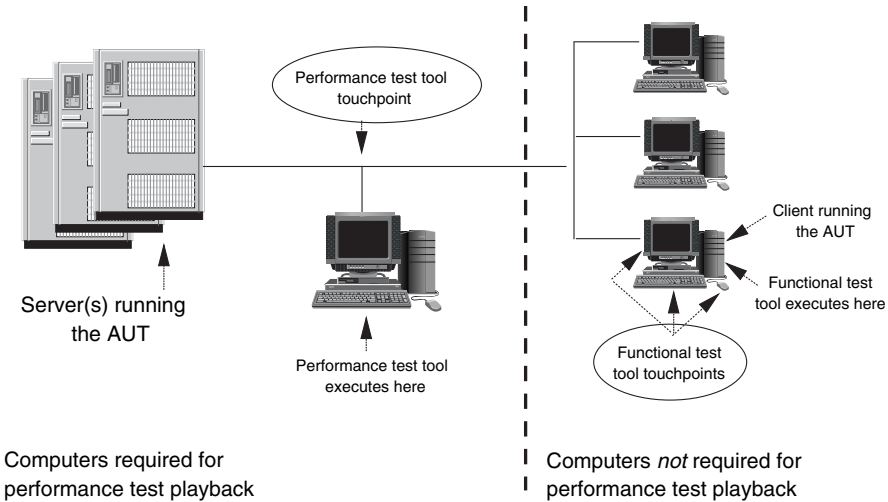 Performance test tool
touchpoint
Client running
the AUT
Functional test
tool executes here
Server(s) running
the AUT
Performance test tool
executes here
Functional test
tool touchpoints
Computers required for
performance test playback
Computers not required for
performance test playback